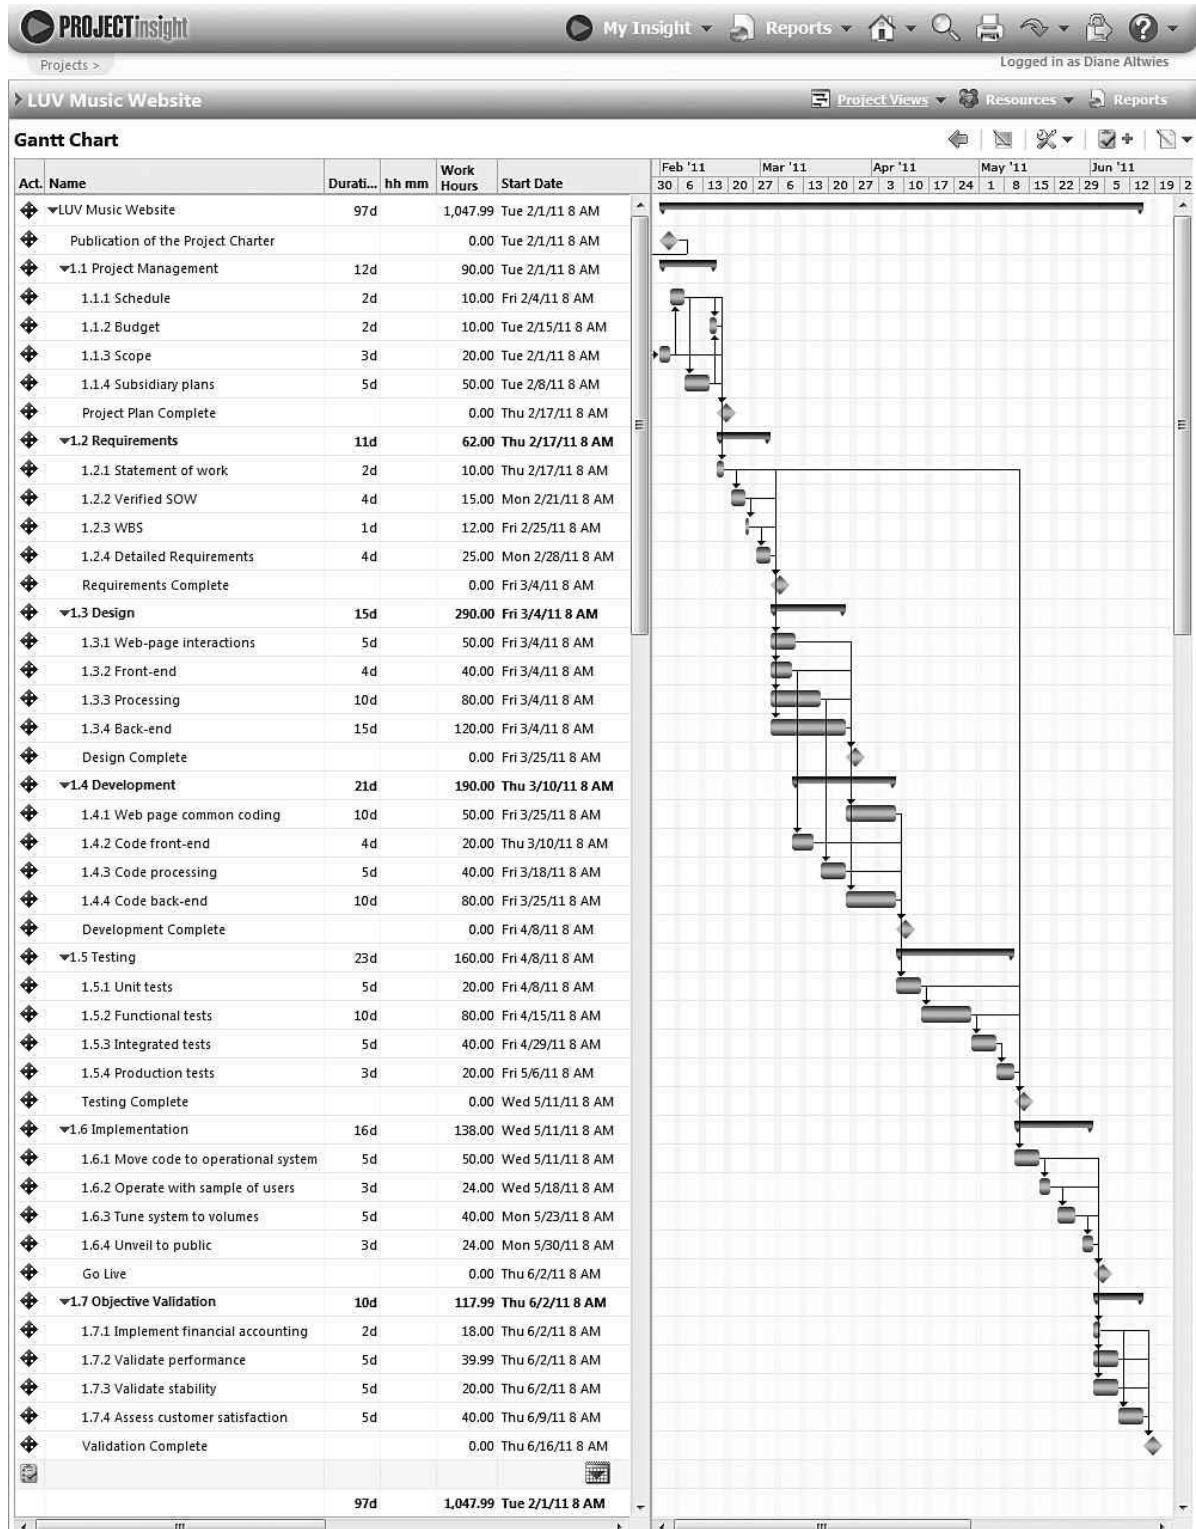 PROJECTinsight My Insight Reports
Projects > Logged in as Diane Altwies
LUV Music Website Project Views Resources Reports
Gantt Chart
Act. Name Durati... hh mm Work Hours Start Date Feb '11 Mar '11 Apr '11 May '11 Jun '11
30 6 13 20 27 6 13 20 27 3 10 17 24 1 8 15 22 29 5 12 19 2
LUV Music Website 97d 1,047.99 Tue 2/1/11 8 AM
Publication of the Project Charter 0.00 Tue 2/1/11 8 AM
1.1 Project Management 12d 90.00 Tue 2/1/11 8 AM
1.1.1 Schedule 2d 10.00 Fri 2/4/11 8 AM
1.1.2 Budget 2d 10.00 Tue 2/15/11 8 AM
1.1.3 Scope 3d 20.00 Tue 2/1/11 8 AM
1.1.4 Subsidiary plans 5d 50.00 Tue 2/8/11 8 AM
Project Plan Complete 0.00 Thu 2/17/11 8 AM
1.2 Requirements 11d 62.00 Thu 2/17/11 8 AM
1.2.1 Statement of work 2d 10.00 Thu 2/17/11 8 AM
1.2.2 Verified SOW 4d 15.00 Mon 2/21/11 8 AM
1.2.3 WBS 1d 12.00 Fri 2/25/11 8 AM
1.2.4 Detailed Requirements 4d 25.00 Mon 2/28/11 8 AM
Requirements Complete 0.00 Fri 3/4/11 8 AM
1.3 Design 15d 290.00 Fri 3/4/11 8 AM
1.3.1 Web-page interactions 5d 50.00 Fri 3/4/11 8 AM
1.3.2 Front-end 4d 40.00 Fri 3/4/11 8 AM
1.3.3 Processing 10d 80.00 Fri 3/4/11 8 AM
1.3.4 Back-end 15d 120.00 Fri 3/4/11 8 AM
Design Complete 0.00 Fri 3/25/11 8 AM
1.4 Development 21d 190.00 Thu 3/10/11 8 AM
1.4.1 Web page common coding 10d 50.00 Fri 3/25/11 8 AM
1.4.2 Code front-end 4d 20.00 Thu 3/10/11 8 AM
1.4.3 Code processing 5d 40.00 Fri 3/18/11 8 AM
1.4.4 Code back-end 10d 80.00 Fri 3/25/11 8 AM
Development Complete 0.00 Fri 4/8/11 8 AM
1.5 Testing 23d 160.00 Fri 4/8/11 8 AM
1.5.1 Unit tests 5d 20.00 Fri 4/8/11 8 AM
1.5.2 Functional tests 10d 80.00 Fri 4/15/11 8 AM
1.5.3 Integrated tests 5d 40.00 Fri 4/29/11 8 AM
1.5.4 Production tests 3d 20.00 Fri 5/6/11 8 AM
Testing Complete 0.00 Wed 5/11/11 8 AM
1.6 Implementation 16d 138.00 Wed 5/11/11 8 AM
1.6.1 Move code to operational system 5d 50.00 Wed 5/11/11 8 AM
1.6.2 Operate with sample of users 3d 24.00 Wed 5/18/11 8 AM
1.6.3 Tune system to volumes 5d 40.00 Mon 5/23/11 8 AM
1.6.4 Unveil to public 3d 24.00 Mon 5/30/11 8 AM
Go Live 0.00 Thu 6/2/11 8 AM
1.7 Objective Validation 10d 117.99 Thu 6/2/11 8 AM
1.7.1 Implement financial accounting 2d 18.00 Thu 6/2/11 8 AM
1.7.2 Validate performance 5d 39.99 Thu 6/2/11 8 AM
1.7.3 Validate stability 5d 20.00 Thu 6/2/11 8 AM
1.7.4 Assess customer satisfaction 5d 40.00 Thu 6/9/11 8 AM
Validation Complete 0.00 Thu 6/16/11 8 AM
97d 1,047.99 Tue 2/1/11 8 AM